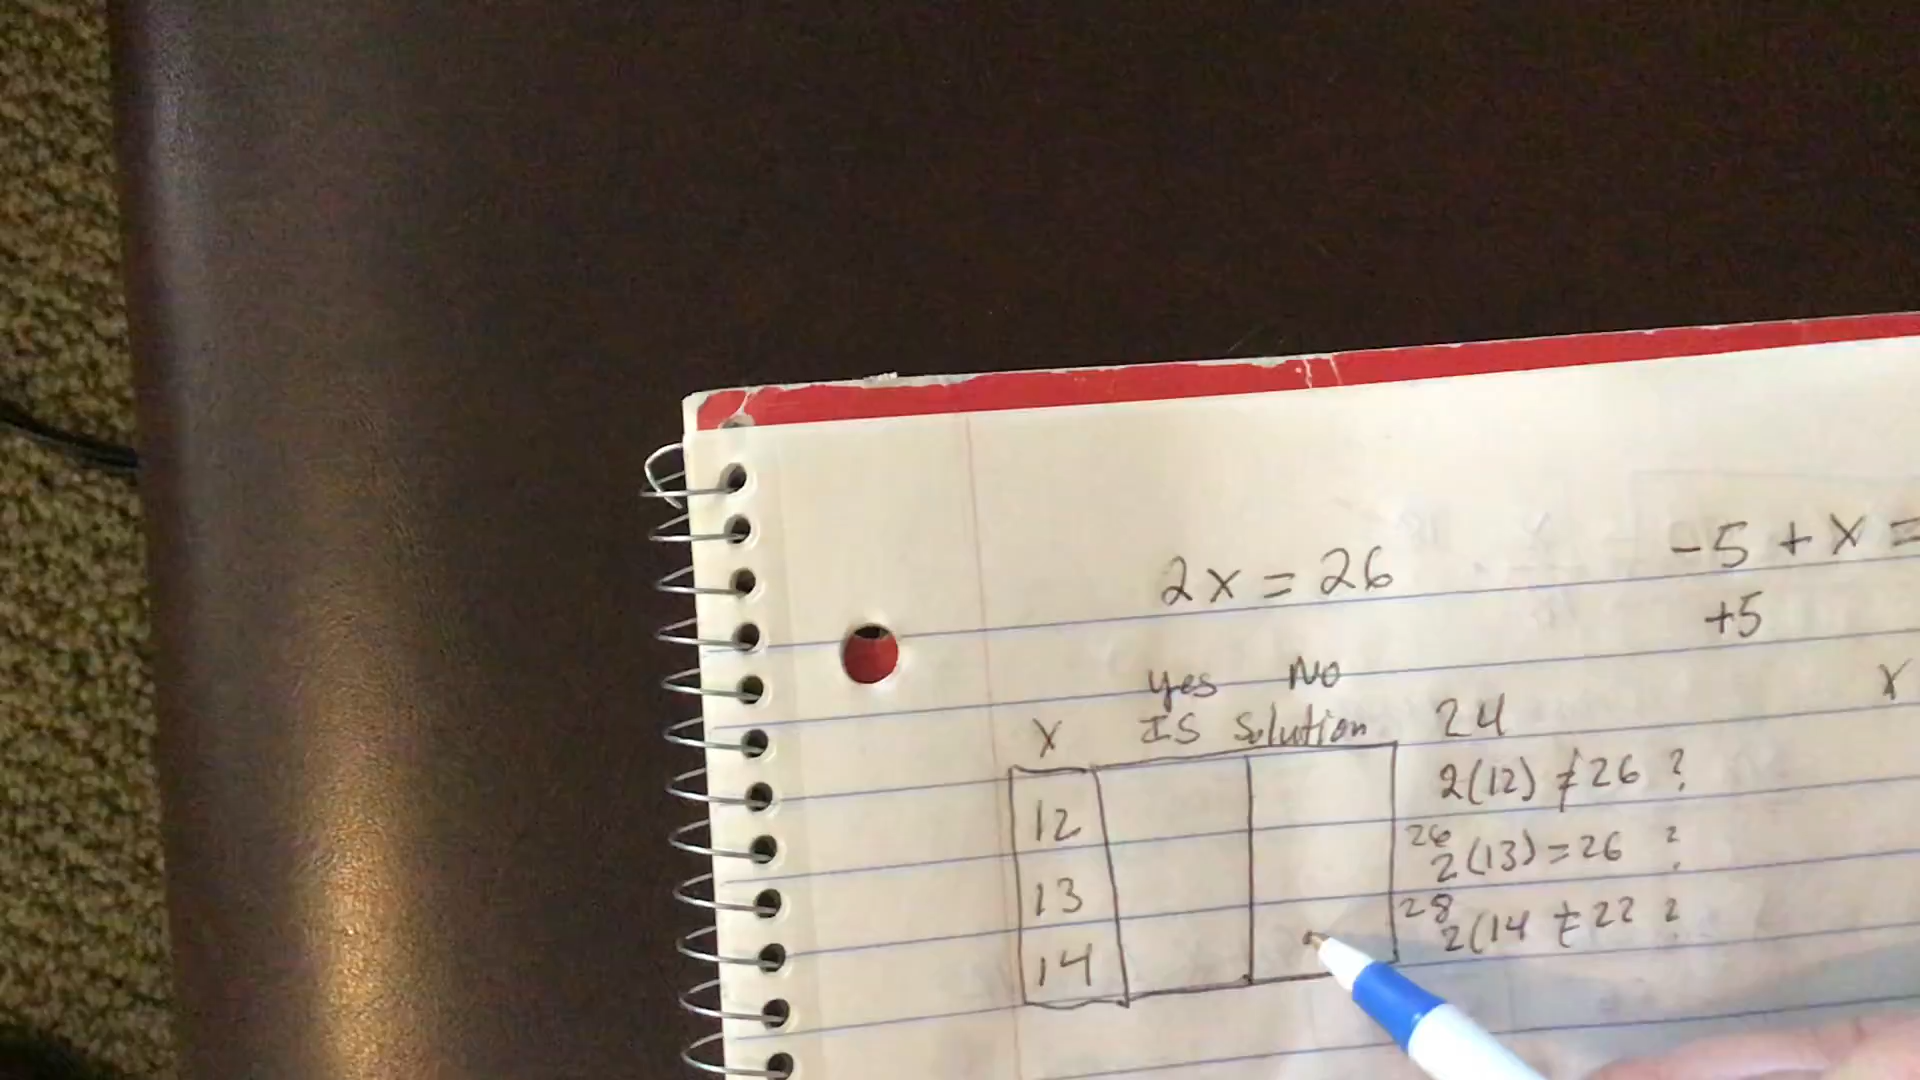 2x = 26
-5 + x =
+5
x
Yes No
X IS Solution
24
12
2(12) ≠ 26 ?
26
13
2(13) = 26 ?
28
14
2(14 ≠ 22 ?